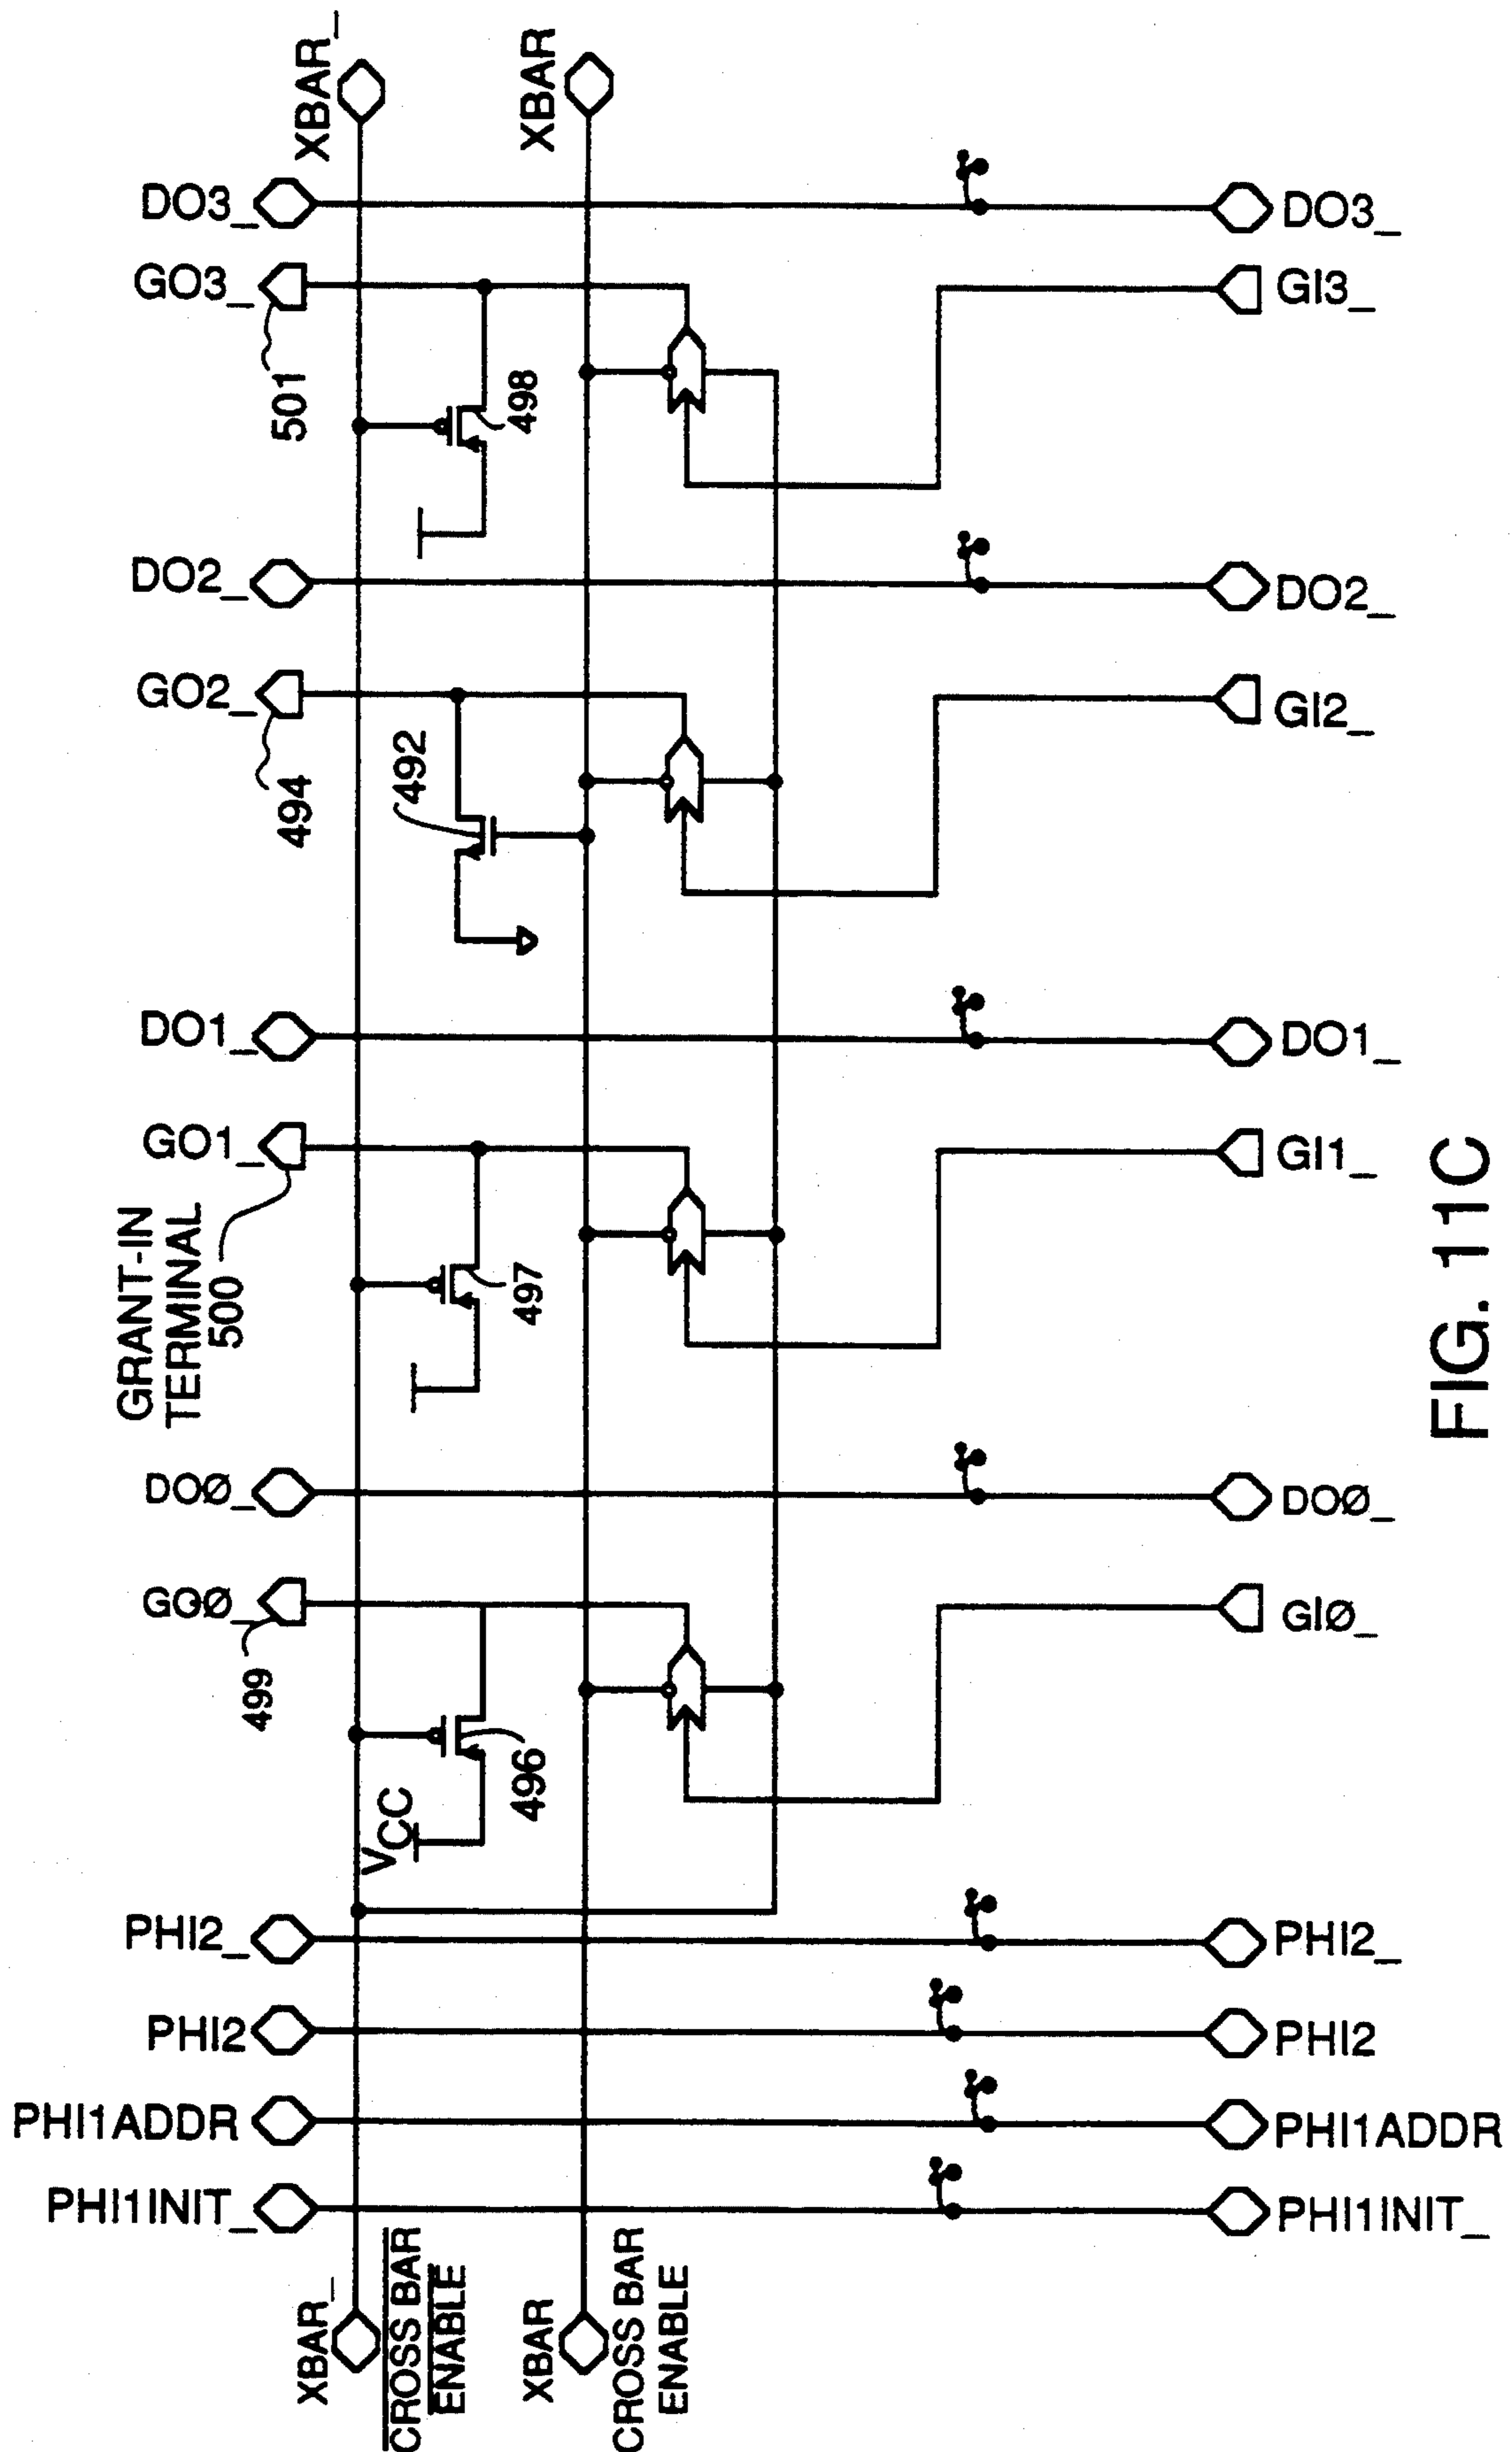 XBAR_
XBAR
DO3_
DO3_
GO3_
GI3_
501
498
DO2_
DO2_
GO2_
GI2_
494
492
DO1_
DO1_
GO1_
GI1_
GRANT-IN
TERMINAL
500
497
DOØ_
DOØ_
GOØ_
GIØ_
499
496
VCC
PHI2_
PHI2_
PHI2
PHI2
PHI1ADDR
PHI1ADDR
PHI1INIT_
PHI1INIT_
XBAR_
CROSS BAR
ENABLE
XBAR
CROSS BAR
ENABLE
FIG. 11C